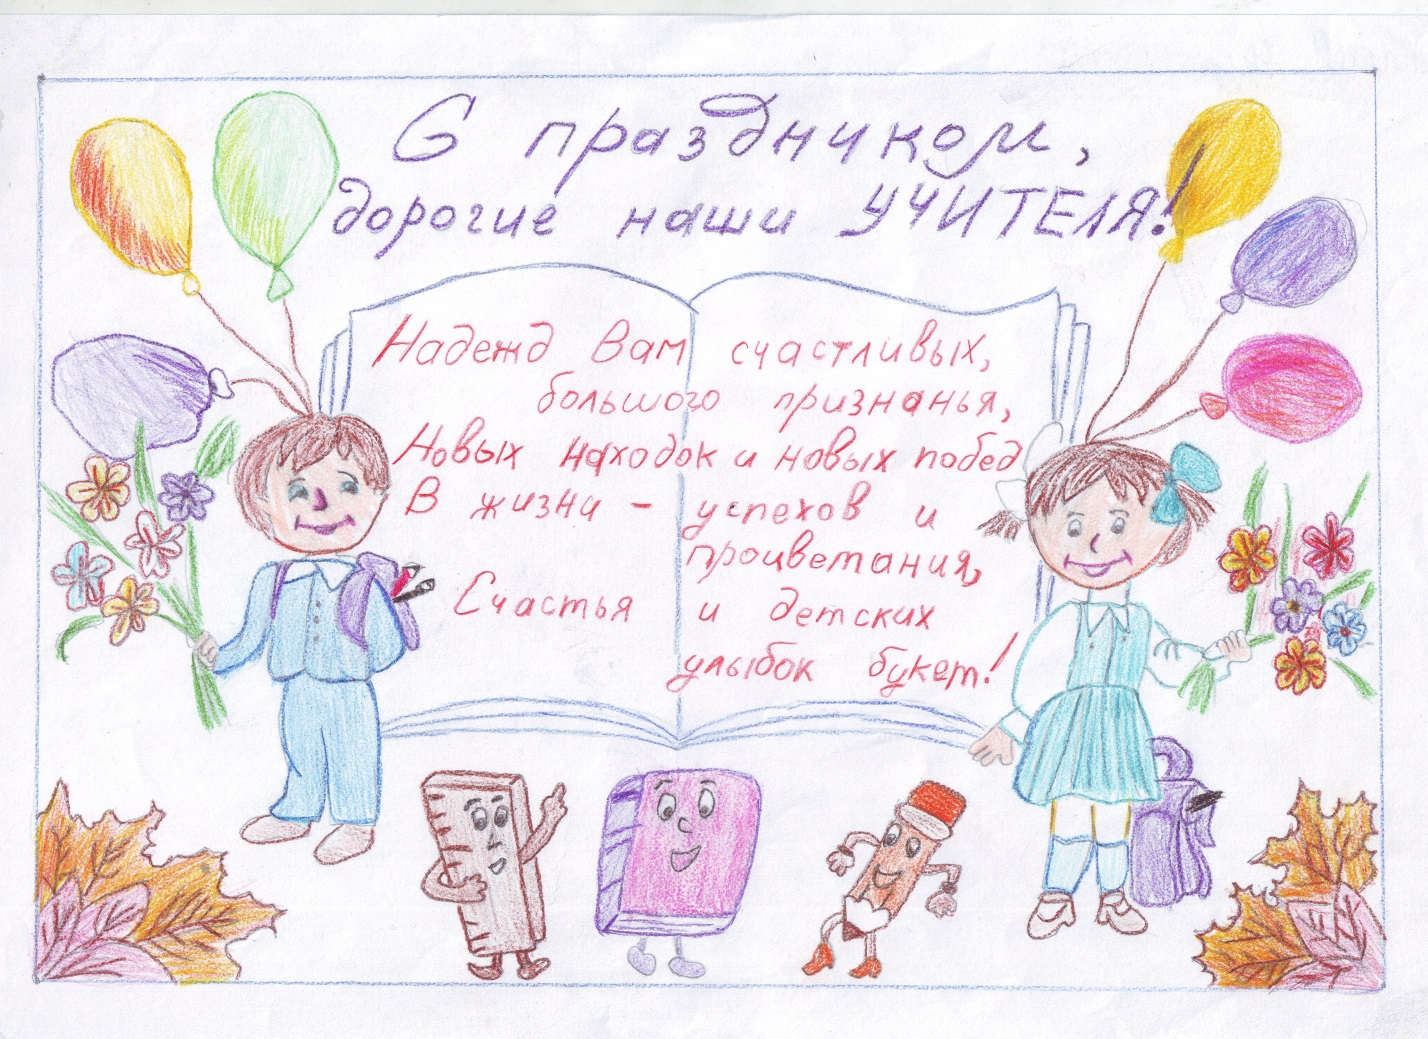 С праздником,
дорогие наши УЧИТЕЛЯ!
Надежд Вам счастливых,
большого признанья,
Новых находок и новых побед
В жизни - успехов и
процветания,
Счастья и детских
улыбок букет!